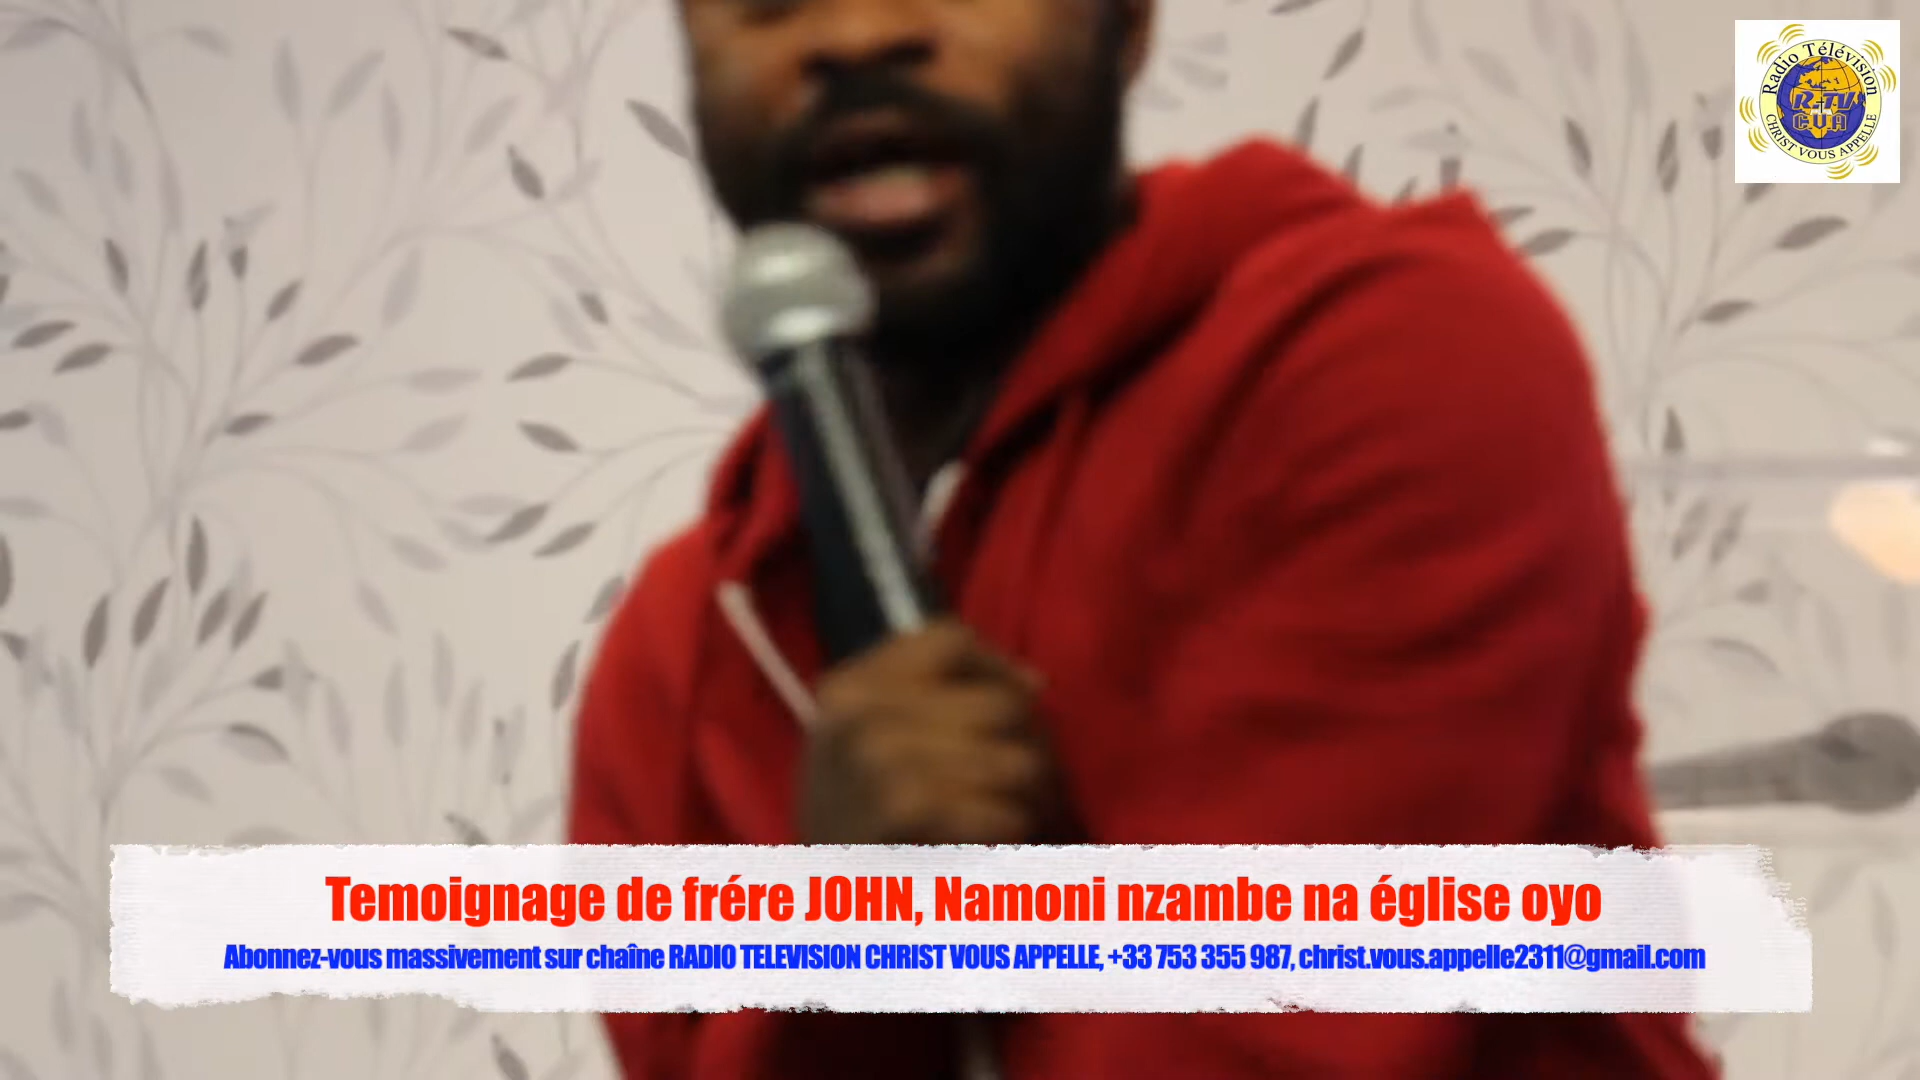 Radio Télévision
R-TV
C.V.A
CHRIST VOUS APPELLE
Temoignage de frére JOHN, Namoni nzambe na église oyo
Abonnez-vous massivement sur chaîne RADIO TELEVISION CHRIST VOUS APPELLE, +33 753 355 987, christ.vous.appelle2311@gmail.com